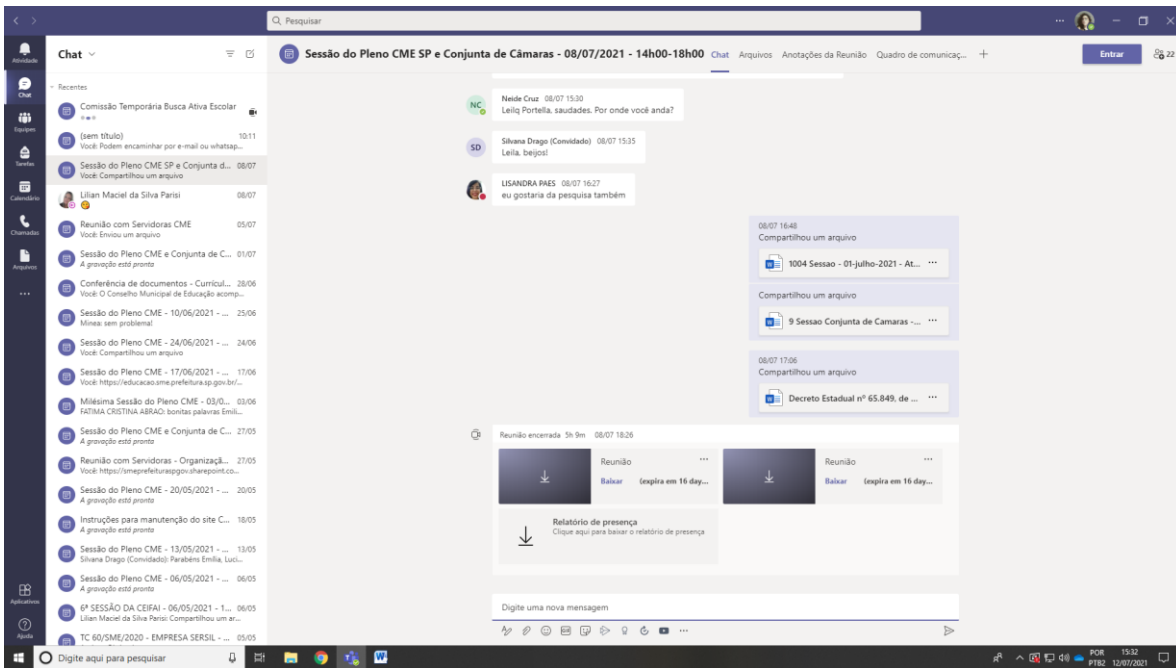 Pesquisar
Atividade
Chat
Equipes
Tarefas
Calendário
Chamadas
Arquivos
Aplicativos
Ajuda
Chat
Recentes
Comissão Temporária Busca Ativa Escolar
(sem título) 10:11
Você: Podem encaminhar por e-mail ou whatsap...
Sessão do Pleno CME SP e Conjunta d... 08/07
Você: Compartilhou um arquivo
Lilian Maciel da Silva Parisi 08/07
Reunião com Servidoras CME 05/07
Você: Enviou um arquivo
Sessão do Pleno CME e Conjunta de C... 01/07
A gravação está pronta
Conferência de documentos - Currícul... 28/06
Você: O Conselho Municipal de Educação acomp...
Sessão do Pleno CME - 10/06/2021 - ... 25/06
Minea: sem problema!
Sessão do Pleno CME - 24/06/2021 - ... 24/06
Você: Compartilhou um arquivo
Sessão do Pleno CME - 17/06/2021 - ... 17/06
Você: https://educacao.sme.prefeitura.sp.gov.br/...
Milésima Sessão do Pleno CME - 03/0... 03/06
FATIMA CRISTINA ABRAO: bonitas palavras Emili...
Sessão do Pleno CME e Conjunta de C... 27/05
A gravação está pronta
Reunião com Servidoras - Organizaçã... 27/05
Você: https://smeprefeituraspgov.sharepoint.co...
Sessão do Pleno CME - 20/05/2021 - ... 20/05
A gravação está pronta
Instruções para manutenção do site C... 18/05
A gravação está pronta
Sessão do Pleno CME - 13/05/2021 - ... 13/05
Silvana Drago (Convidado): Parabéns Emília, Luci...
Sessão do Pleno CME - 06/05/2021 - ... 06/05
A gravação está pronta
6ª SESSÃO DA CEIFAI - 06/05/2021 - 1... 06/05
Lilian Maciel da Silva Parisi: Compartilhou um ar...
TC 60/SME/2020 - EMPRESA SERSIL - ... 05/05
Sessão do Pleno CME SP e Conjunta de Câmaras - 08/07/2021 - 14h00-18h00 Chat Arquivos Anotações da Reunião Quadro de comunicaç... + Entrar 22
NC
Neide Cruz 08/07 15:30
Leilq Portella, saudades. Por onde você anda?
SD
Silvana Drago (Convidado) 08/07 15:35
Leila, beijos!
LISANDRA PAES 08/07 16:27
eu gostaria da pesquisa também
08/07 16:48
Compartilhou um arquivo
1004 Sessao - 01-julho-2021 - At... ...
Compartilhou um arquivo
9 Sessao Conjunta de Camaras -... ...
08/07 17:06
Compartilhou um arquivo
Decreto Estadual nº 65.849, de ... ...
Reunião encerrada 5h 9m 08/07 18:26
Reunião ... Reunião ...
Baixar (expira em 16 day... Baixar (expira em 16 day...
Relatório de presença
Clique aqui para baixar o relatório de presença
Digite uma nova mensagem
GIF
Digite aqui para pesquisar
POR 15:32
PTB2 12/07/2021